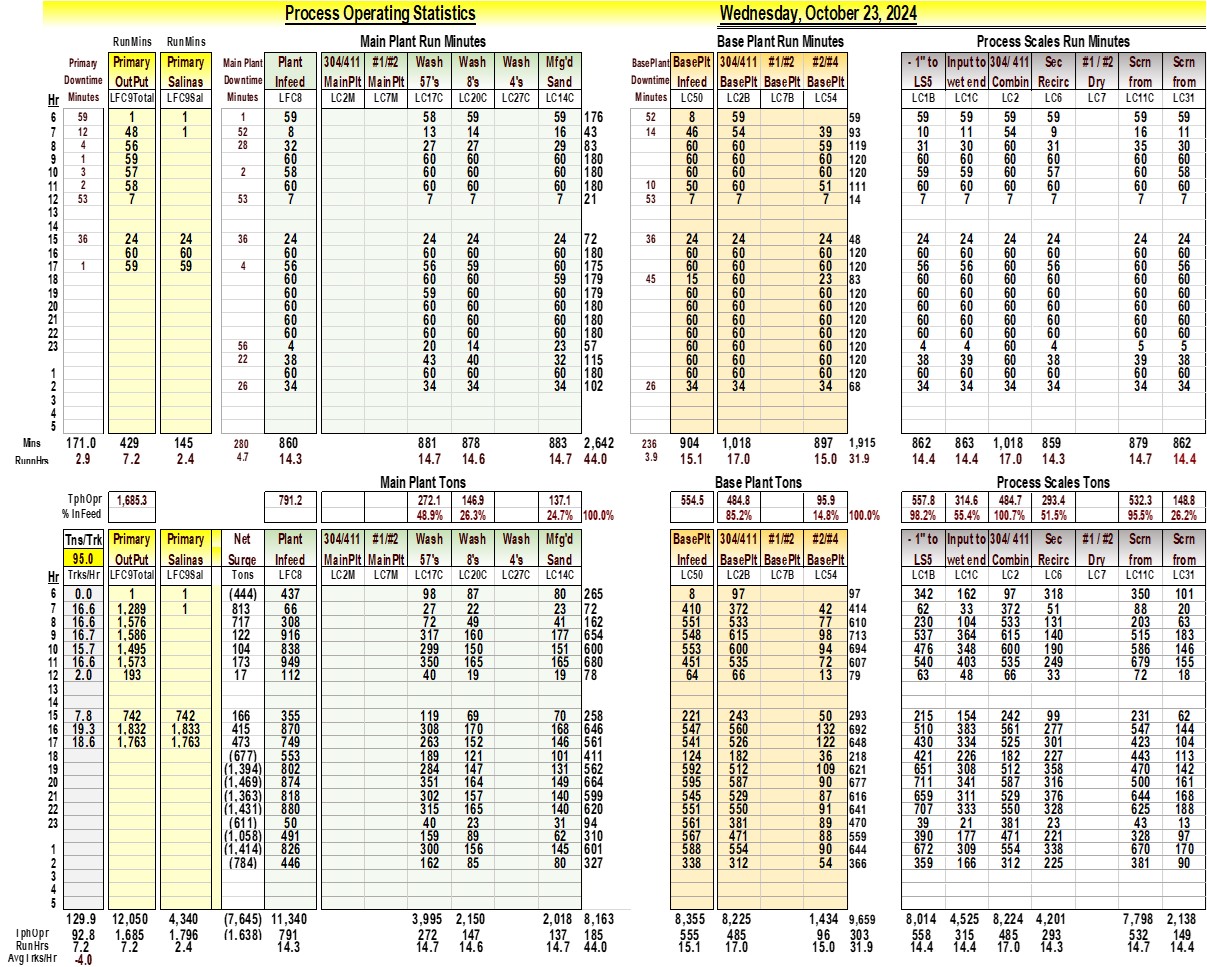 Process Operating Statistics Wednesday, October 23, 2024
RunMins RunMins Main Plant Run Minutes Base Plant Run Minutes Process Scales Run Minutes
Primary Primary Primary Main Plant Plant 304/411 #1/#2 Wash Wash Wash Mfg'd BasePlant BasePlt 304/411 #1/#2 #2/#4 - 1" to Input to 304/ 411 Sec #1 / #2 Scrn Scrn
Downtime OutPut Salinas Downtime Infeed MainPlt MainPlt 57's 8's 4's Sand Downtime Infeed BasePlt BasePlt BasePlt LS5 wet end Combin Recirc Dry from from
Hr Minutes LFC9Total LFC9Sal Minutes LFC8 LC2M LC7M LC17C LC20C LC27C LC14C Minutes LC50 LC2B LC7B LC54 LC1B LC1C LC2 LC6 LC7 LC11C LC31
6 59 1 1 1 59 58 59 59 176 52 8 59 59 59 59 59 59 59 59
7 12 48 1 52 8 13 14 16 43 14 46 54 39 93 10 11 54 9 16 11
8 4 56 28 32 27 27 29 83 60 60 59 119 31 30 60 31 35 30
9 1 59 60 60 60 60 180 60 60 60 120 60 60 60 60 60 60
10 3 57 2 58 60 60 60 180 60 60 60 120 59 59 60 57 60 58
11 2 58 60 60 60 60 180 10 50 60 51 111 60 60 60 60 60 60
12 53 7 53 7 7 7 7 21 53 7 7 7 14 7 7 7 7 7 7
13
14
15 36 24 24 36 24 24 24 24 72 36 24 24 24 48 24 24 24 24 24 24
16 60 60 60 60 60 60 180 60 60 60 120 60 60 60 60 60 60
17 1 59 59 4 56 56 59 60 175 60 60 60 120 56 56 60 56 60 56
18 60 60 60 59 179 45 15 60 23 83 60 60 60 60 60 60
19 60 59 60 60 179 60 60 60 120 60 60 60 60 60 60
20 60 60 60 60 180 60 60 60 120 60 60 60 60 60 60
21 60 60 60 60 180 60 60 60 120 60 60 60 60 60 60
22 60 60 60 60 180 60 60 60 120 60 60 60 60 60 60
23 56 4 20 14 23 57 60 60 60 120 4 4 60 4 5 5
22 38 43 40 32 115 60 60 60 120 38 39 60 38 39 38
1 60 60 60 60 180 60 60 60 120 60 60 60 60 60 60
2 26 34 34 34 34 102 26 34 34 34 68 34 34 34 34 34 34
3
4
5
Mins 171.0 429 145 280 860 881 878 883 2,642 236 904 1,018 897 1,915 862 863 1,018 859 879 862
RunnHrs 2.9 7.2 2.4 4.7 14.3 14.7 14.6 14.7 44.0 3.9 15.1 17.0 15.0 31.9 14.4 14.4 17.0 14.3 14.7 14.4
Main Plant Tons Base Plant Tons Process Scales Tons
TphOpr 1,685.3 791.2 272.1 146.9 137.1 554.5 484.8 95.9 557.8 314.6 484.7 293.4 532.3 148.8
% InFeed 48.9% 26.3% 24.7% 100.0% 85.2% 14.8% 100.0% 98.2% 55.4% 100.7% 51.5% 95.5% 26.2%
Tns/Trk Primary Primary Net Plant 304/411 #1/#2 Wash Wash Wash Mfg'd BasePlt 304/411 #1/#2 #2/#4 - 1" to Input to 304/ 411 Sec #1 / #2 Scrn Scrn
95.0 OutPut Salinas Surge Infeed MainPlt MainPlt 57's 8's 4's Sand Infeed BasePlt BasePlt BasePlt LS5 wet end Combin Recirc Dry from from
Hr Trks/Hr LFC9Total LFC9Sal Tons LFC8 LC2M LC7M LC17C LC20C LC27C LC14C LC50 LC2B LC7B LC54 LC1B LC1C LC2 LC6 LC7 LC11C LC31
6 0.0 1 1 (444) 437 98 87 80 265 8 97 97 342 162 97 318 350 101
7 16.6 1,289 1 813 66 27 22 23 72 410 372 42 414 62 33 372 51 88 20
8 16.6 1,576 717 308 72 49 41 162 551 533 77 610 230 104 533 131 203 63
9 16.7 1,586 122 916 317 160 177 654 548 615 98 713 537 364 615 140 515 183
10 15.7 1,495 104 838 299 150 151 600 553 600 94 694 476 348 600 190 586 146
11 16.6 1,573 173 949 350 165 165 680 451 535 72 607 540 403 535 249 679 155
12 2.0 193 17 112 40 19 19 78 64 66 13 79 63 48 66 33 72 18
13
14
15 7.8 742 742 166 355 119 69 70 258 221 243 50 293 215 154 242 99 231 62
16 19.3 1,832 1,833 415 870 308 170 168 646 547 560 132 692 510 383 561 277 547 144
17 18.6 1,763 1,763 473 749 263 152 146 561 541 526 122 648 430 334 525 301 423 104
18 (677) 553 189 121 101 411 124 182 36 218 421 226 182 227 443 113
19 (1,394) 802 284 147 131 562 592 512 109 621 651 308 512 358 470 142
20 (1,469) 874 351 164 149 664 595 587 90 677 711 341 587 316 500 161
21 (1,363) 818 302 157 140 599 545 529 87 616 659 311 529 376 644 168
22 (1,431) 880 315 165 140 620 551 550 91 641 707 333 550 328 625 188
23 (611) 50 40 23 31 94 561 381 89 470 39 21 381 23 43 13
(1,058) 491 159 89 62 310 567 471 88 559 390 177 471 221 328 97
1 (1,414) 826 300 156 145 601 588 554 90 644 672 309 554 338 670 170
2 (784) 446 162 85 80 327 338 312 54 366 359 166 312 225 381 90
3
4
5
129.9 12,050 4,340 (7,645) 11,340 3,995 2,150 2,018 8,163 8,355 8,225 1,434 9,659 8,014 4,525 8,224 4,201 7,798 2,138
TphOpr 92.8 1,685 1,796 (1,638) 791 272 147 137 185 555 485 96 303 558 315 485 293 532 149
RunHrs 7.2 7.2 2.4 14.3 14.7 14.6 14.7 44.0 15.1 17.0 15.0 31.9 14.4 14.4 17.0 14.3 14.7 14.4
AvgTrks/Hr -4.0